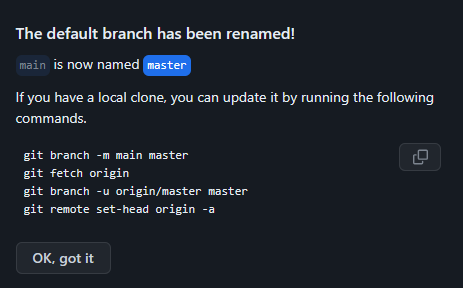 The default branch has been renamed!
main is now named master
If you have a local clone, you can update it by running the following
commands.
git branch -m main master
git fetch origin
git branch -u origin/master master
git remote set-head origin -a
OK, got it